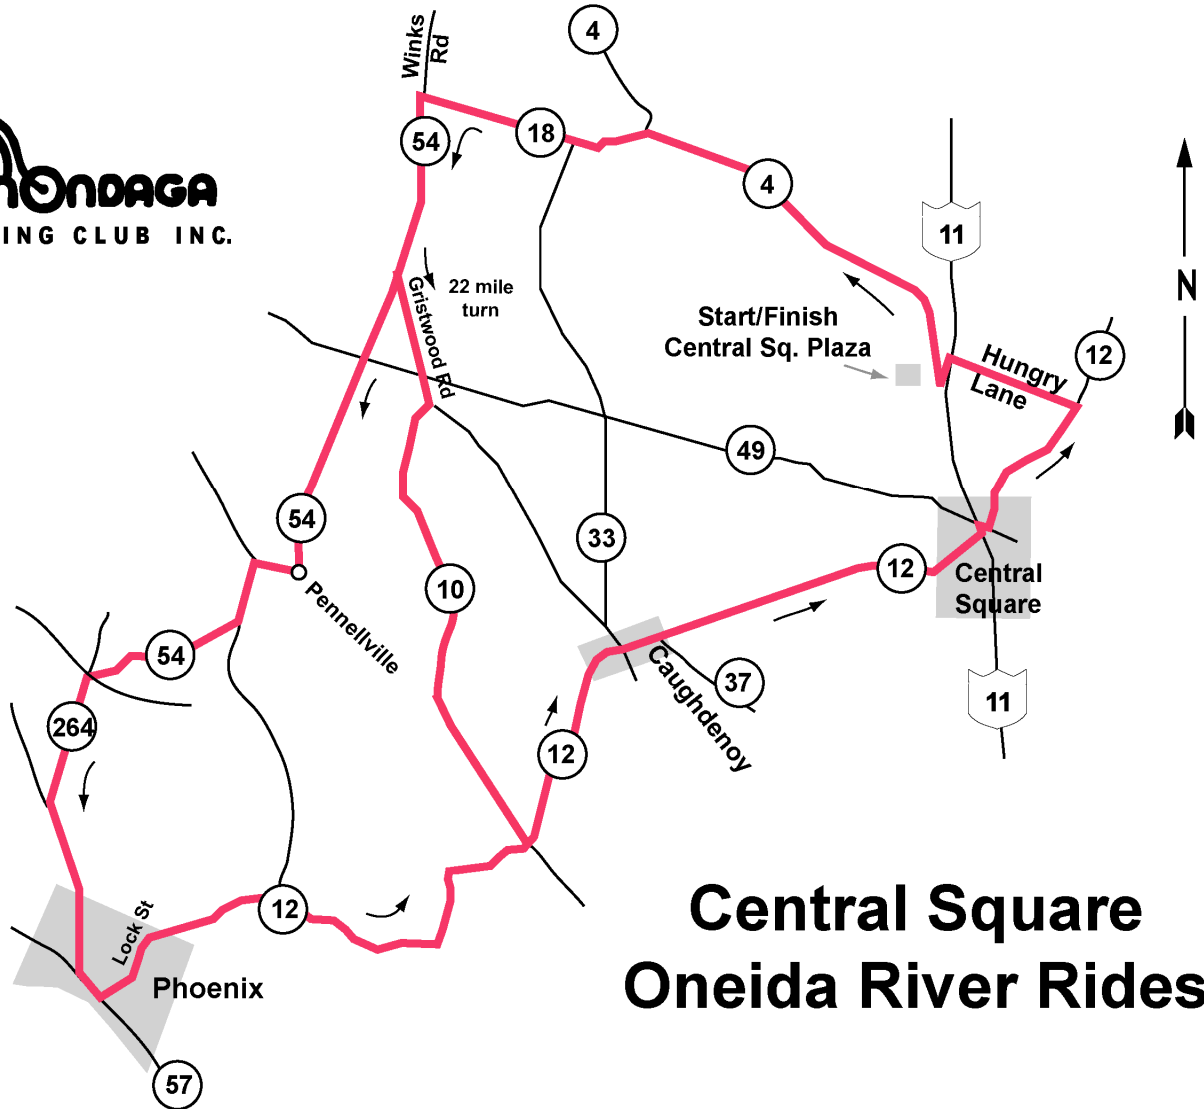 Winks
Rd
4
18
54
4
ONDAGA
ING CLUB INC.
11
N
22 mile
turn
Gristwood Rd
Start/Finish
Central Sq. Plaza
Hungry
Lane
12
49
54
33
10
12
Central
Square
Pennellville
54
Caughdenoy
37
11
264
12
Lock St
12
Phoenix
57
Central Square
Oneida River Rides